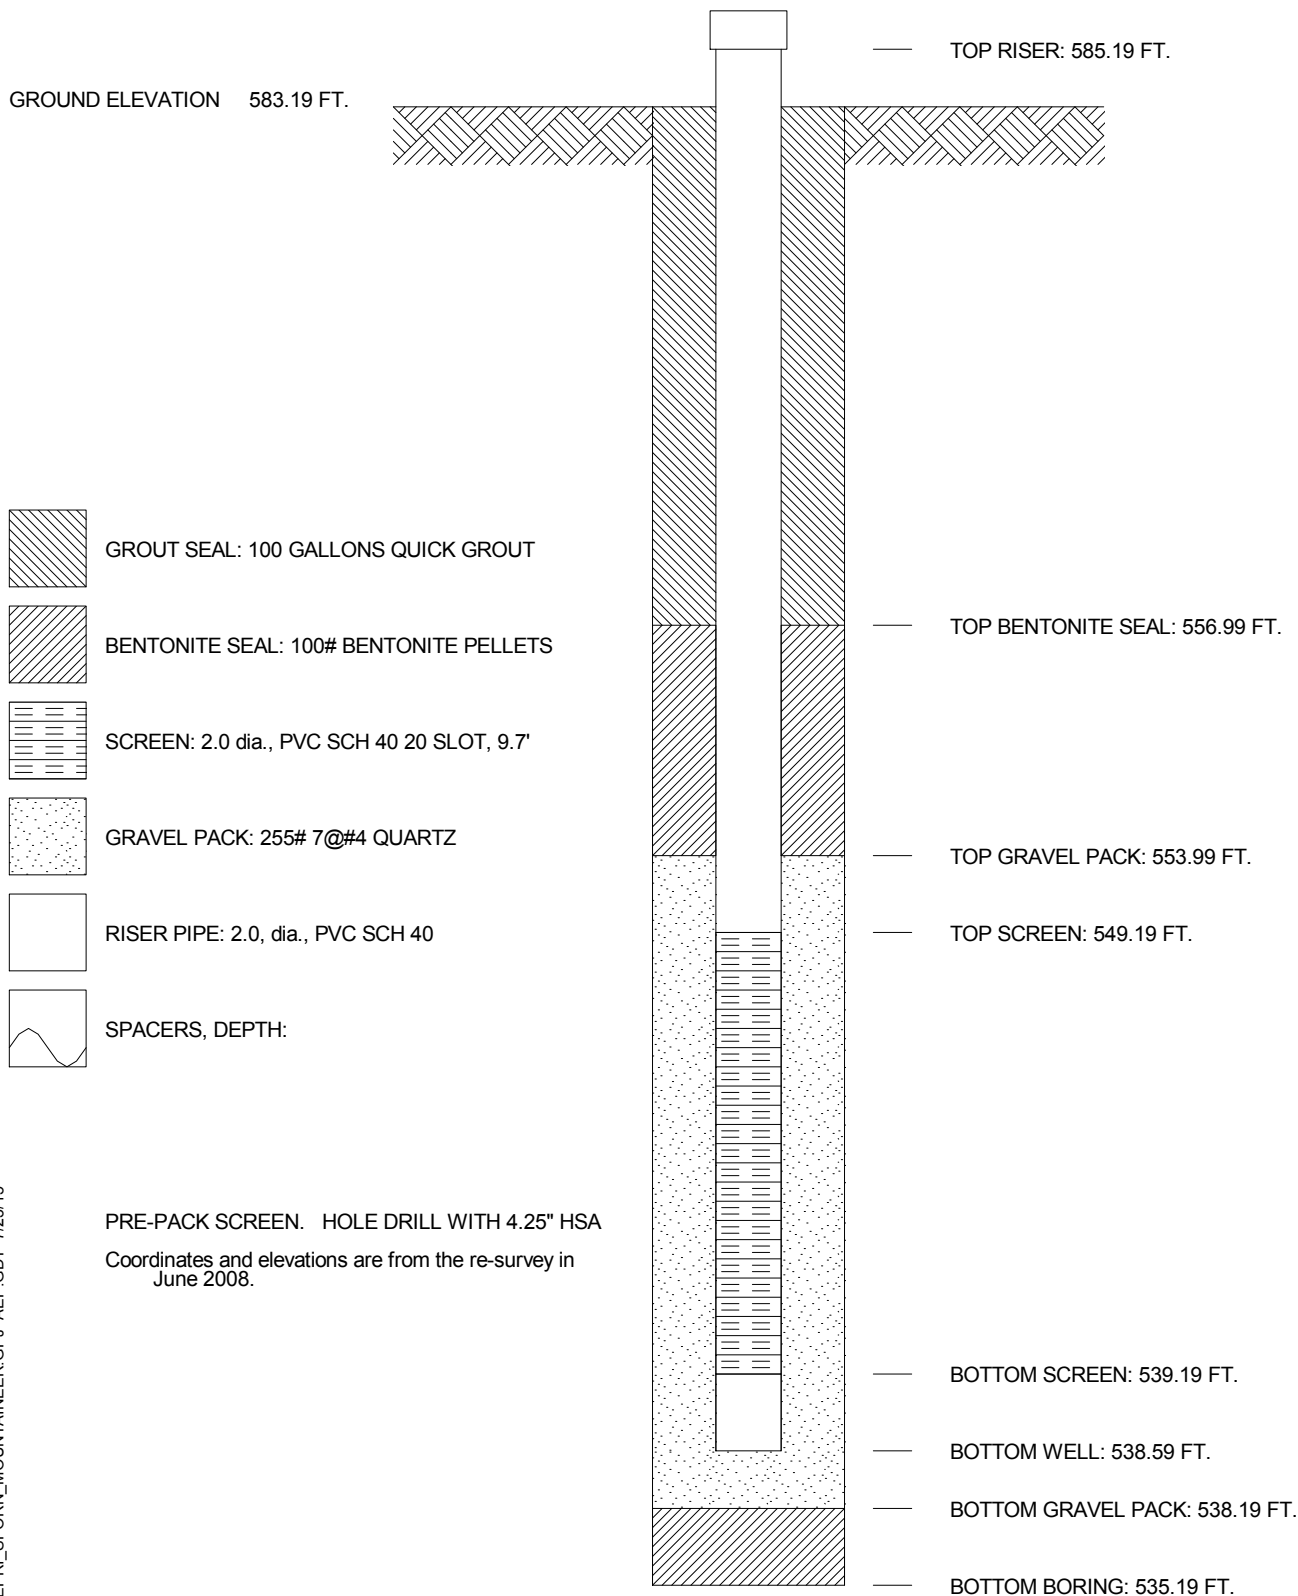 TOP RISER: 585.19 FT.
GROUND ELEVATION 583.19 FT.
GROUT SEAL: 100 GALLONS QUICK GROUT
TOP BENTONITE SEAL: 556.99 FT.
BENTONITE SEAL: 100# BENTONITE PELLETS
SCREEN: 2.0 dia., PVC SCH 40 20 SLOT, 9.7'
GRAVEL PACK: 255# 7@#4 QUARTZ
TOP GRAVEL PACK: 553.99 FT.
RISER PIPE: 2.0, dia., PVC SCH 40
TOP SCREEN: 549.19 FT.
SPACERS, DEPTH:
PRE-PACK SCREEN. HOLE DRILL WITH 4.25" HSA
Coordinates and elevations are from the re-survey in
June 2008.
BOTTOM SCREEN: 539.19 FT.
BOTTOM WELL: 538.59 FT.
BOTTOM GRAVEL PACK: 538.19 FT.
BOTTOM BORING: 535.19 FT.